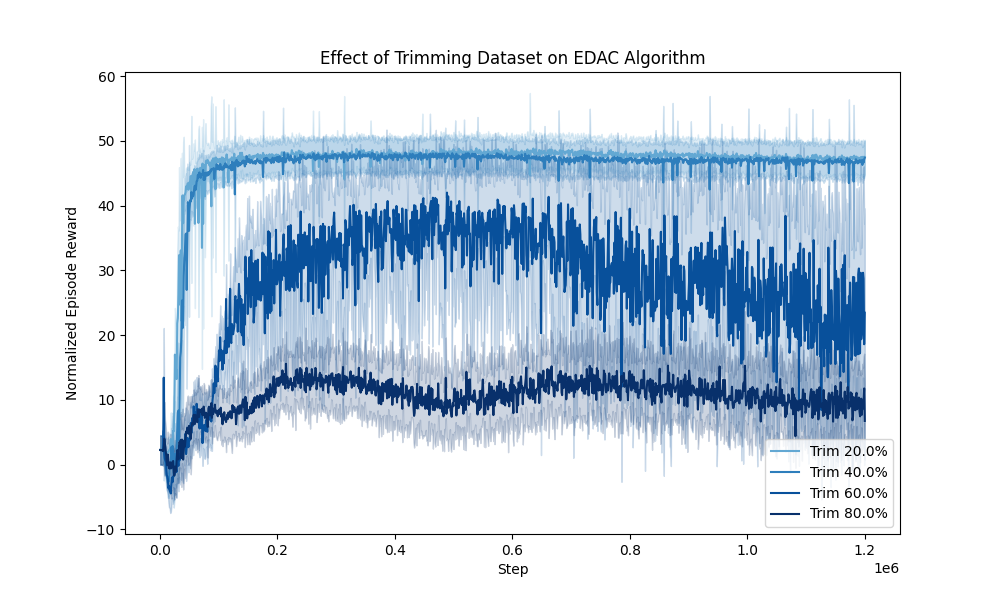 Effect of Trimming Dataset on EDAC Algorithm
Normalized Episode Reward
60
50
40
30
20
10
0
−10
0.0
0.2
0.4
0.6
0.8
1.0
1.2
1e6
Step
Trim 20.0%
Trim 40.0%
Trim 60.0%
Trim 80.0%